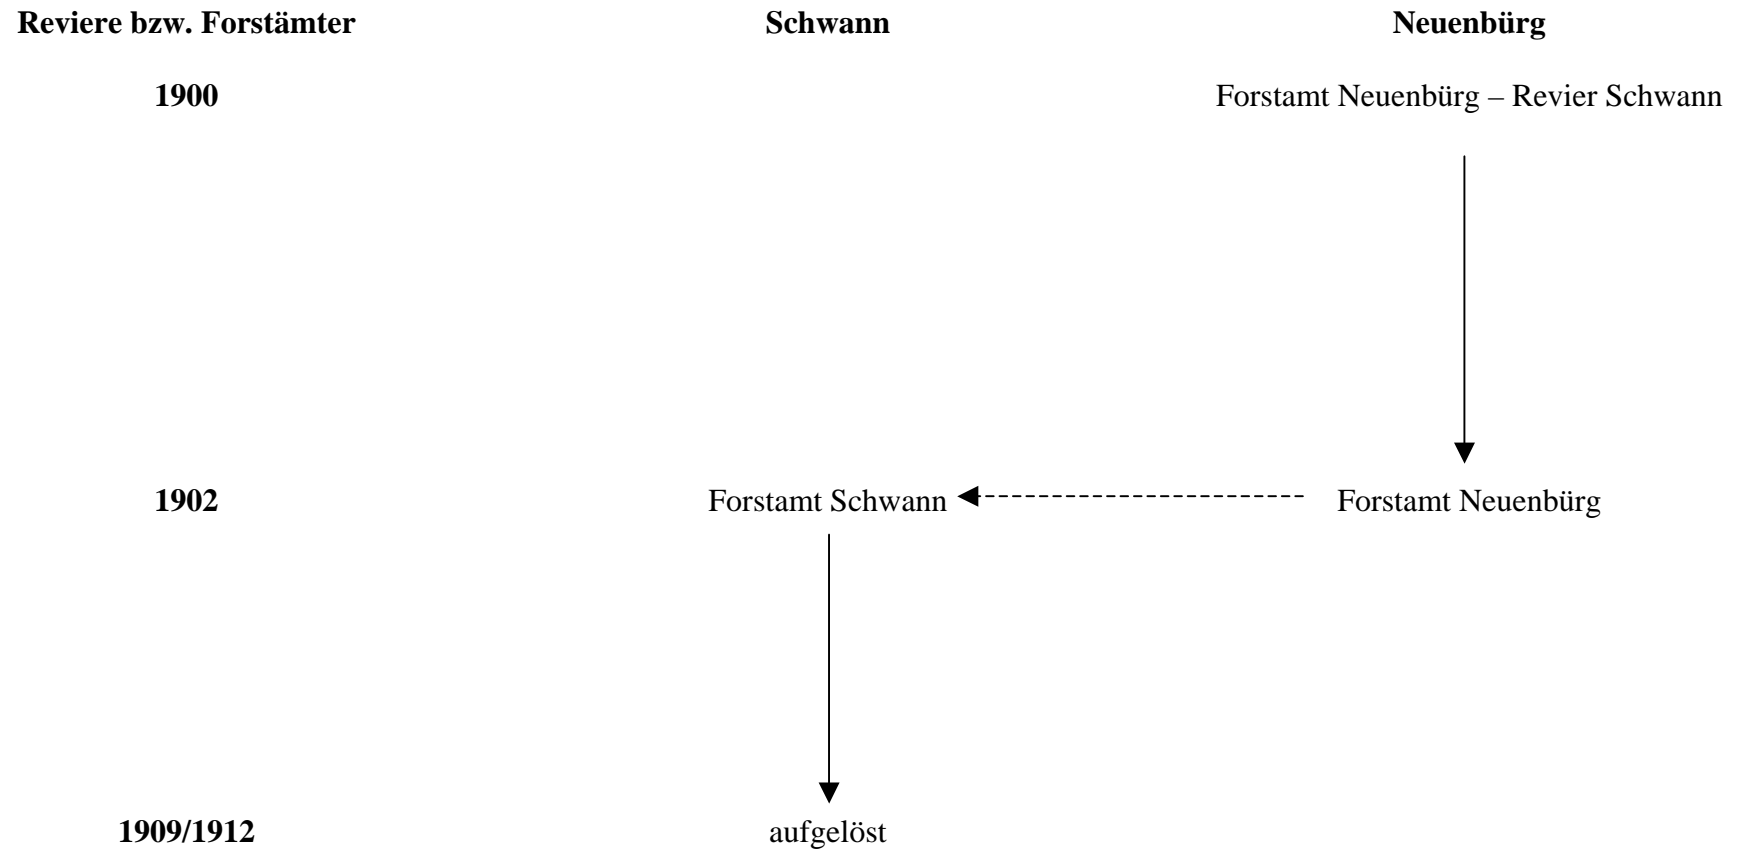 Reviere bzw. Forstämter Schwann Neuenbürg
1900 Forstamt Neuenbürg – Revier Schwann
1902 Forstamt Schwann Forstamt Neuenbürg
1909/1912 aufgelöst